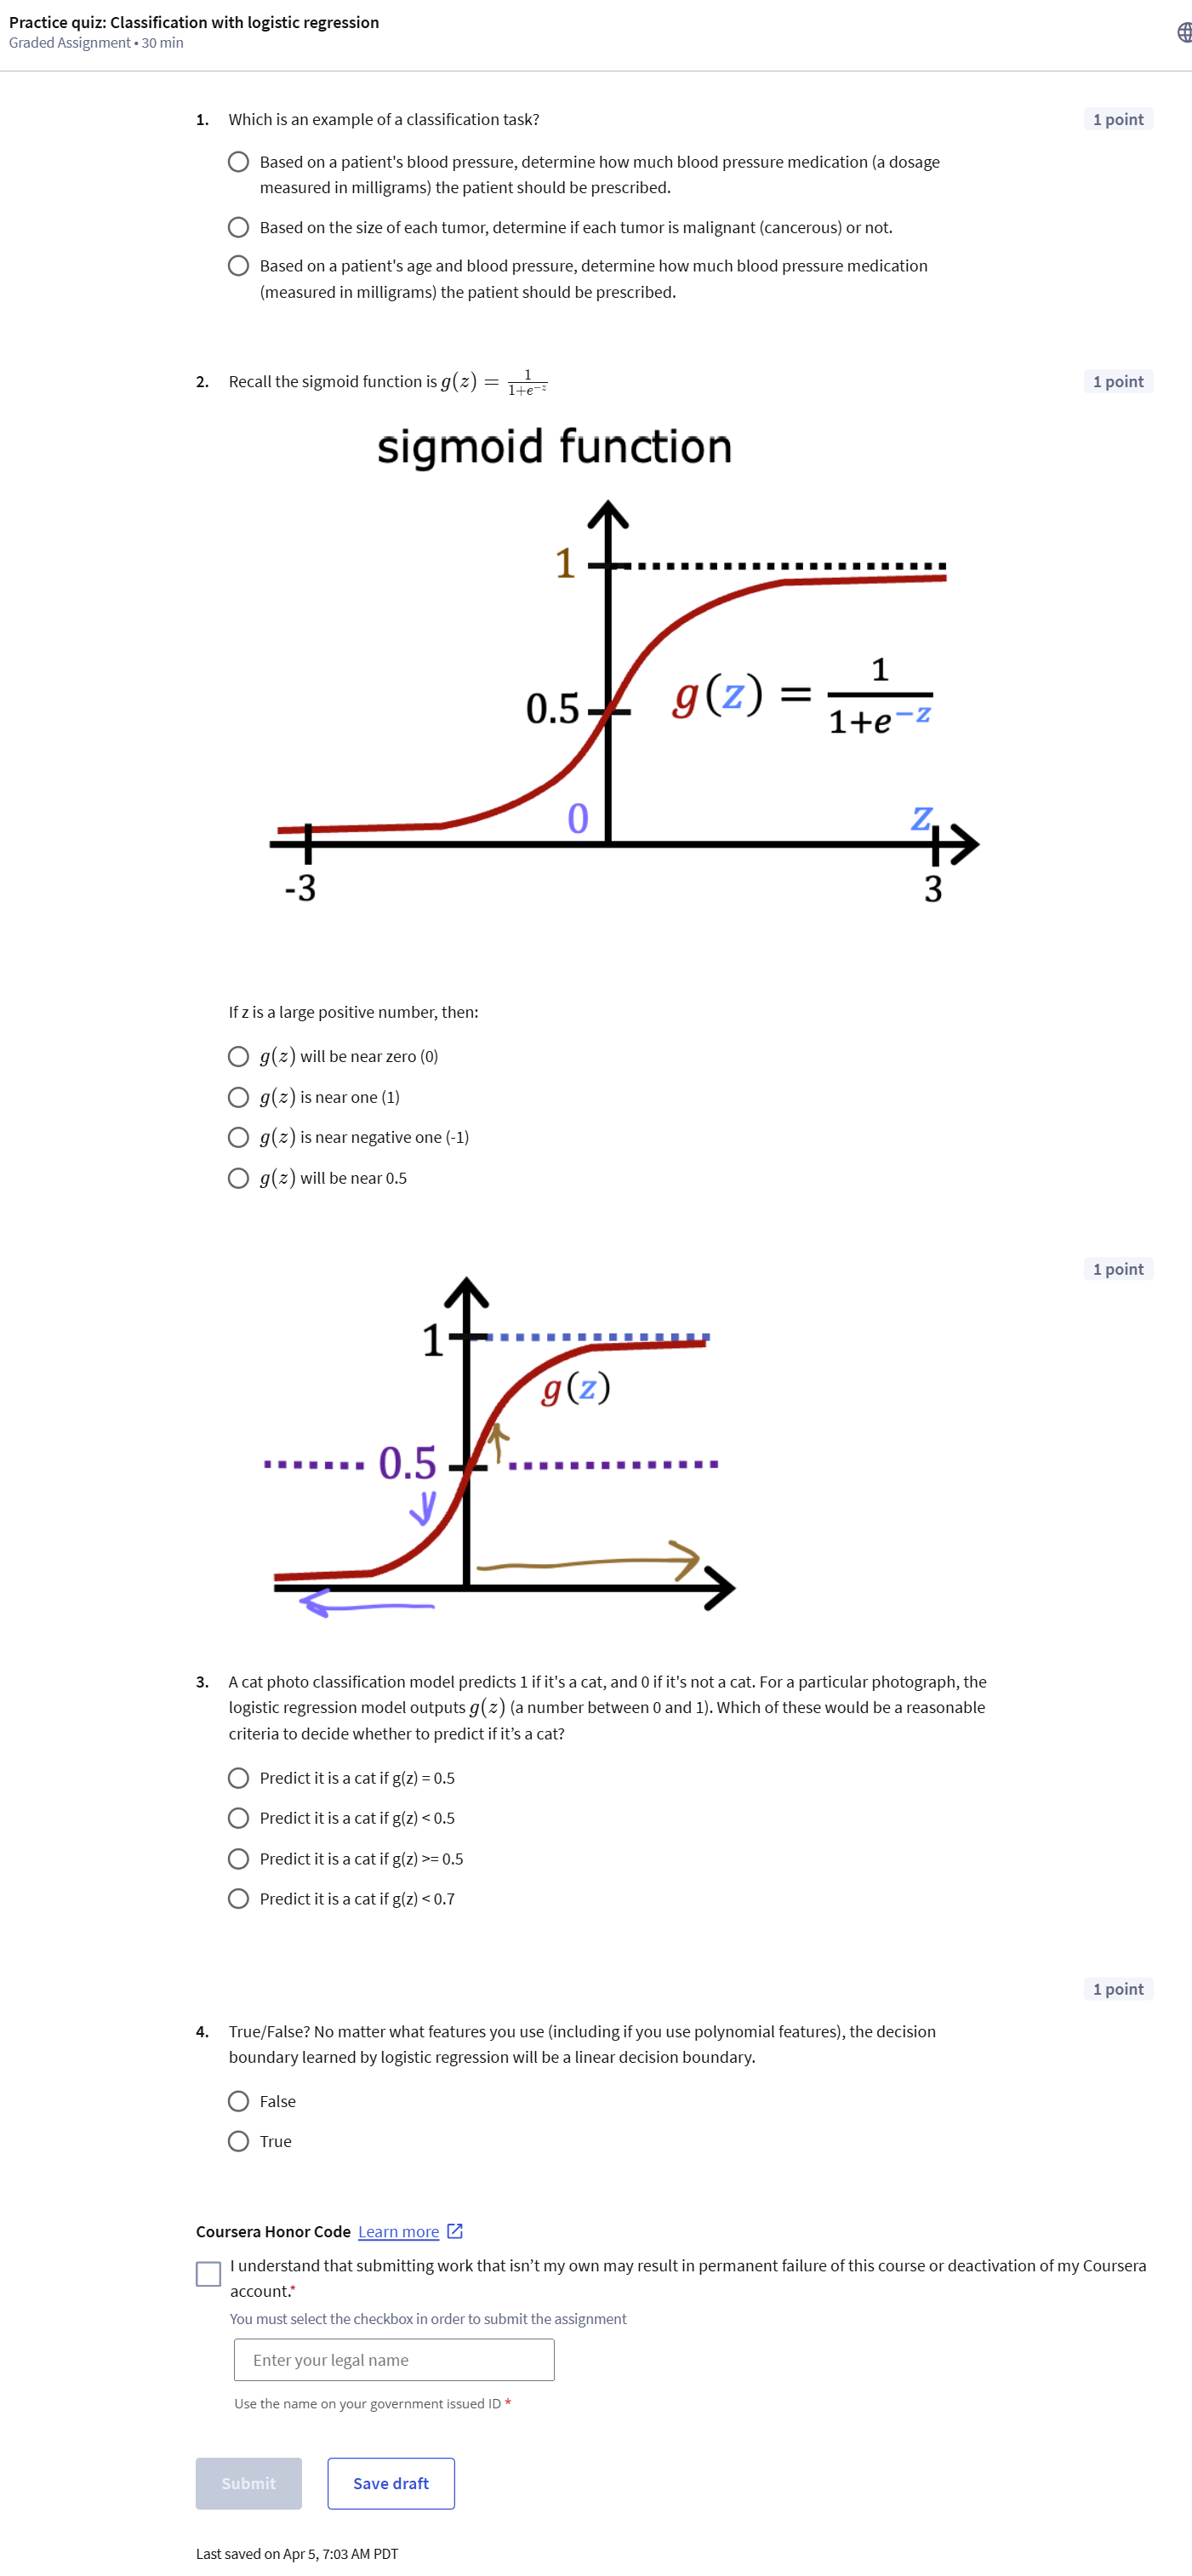 Practice quiz: Classification with logistic regression
Graded Assignment • 30 min
1. Which is an example of a classification task?
1 point
Based on a patient's blood pressure, determine how much blood pressure medication (a dosage
measured in milligrams) the patient should be prescribed.
Based on the size of each tumor, determine if each tumor is malignant (cancerous) or not.
Based on a patient's age and blood pressure, determine how much blood pressure medication
(measured in milligrams) the patient should be prescribed.
2. Recall the sigmoid function is g(z) = 1/(1+e^{-z})
1 point
sigmoid function
1
0.5
g(z) = 1/(1+e^{-z})
0
z
-3
3
If z is a large positive number, then:
g(z) will be near zero (0)
g(z) is near one (1)
g(z) is near negative one (-1)
g(z) will be near 0.5
1 point
1
g(z)
0.5
3. A cat photo classification model predicts 1 if it's a cat, and 0 if it's not a cat. For a particular photograph, the
logistic regression model outputs g(z) (a number between 0 and 1). Which of these would be a reasonable
criteria to decide whether to predict if it’s a cat?
Predict it is a cat if g(z) = 0.5
Predict it is a cat if g(z) < 0.5
Predict it is a cat if g(z) >= 0.5
Predict it is a cat if g(z) < 0.7
1 point
4. True/False? No matter what features you use (including if you use polynomial features), the decision
boundary learned by logistic regression will be a linear decision boundary.
False
True
Coursera Honor Code Learn more
I understand that submitting work that isn’t my own may result in permanent failure of this course or deactivation of my Coursera
account.*
You must select the checkbox in order to submit the assignment
Enter your legal name
Use the name on your government issued ID *
Submit
Save draft
Last saved on Apr 5, 7:03 AM PDT